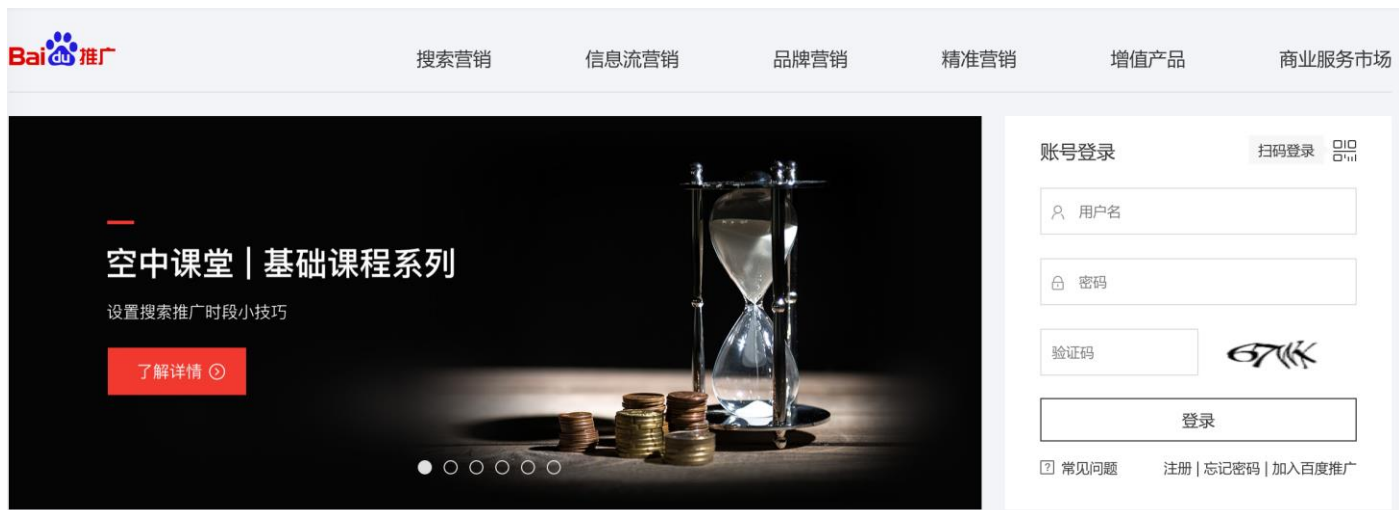 Baidu推广
搜索营销 信息流营销 品牌营销 精准营销 增值产品 商业服务市场
空中课堂 | 基础课程系列
设置搜索推广时段小技巧
了解详情
账号登录 扫码登录
用户名
密码
验证码
登录
? 常见问题 注册 | 忘记密码 | 加入百度推广